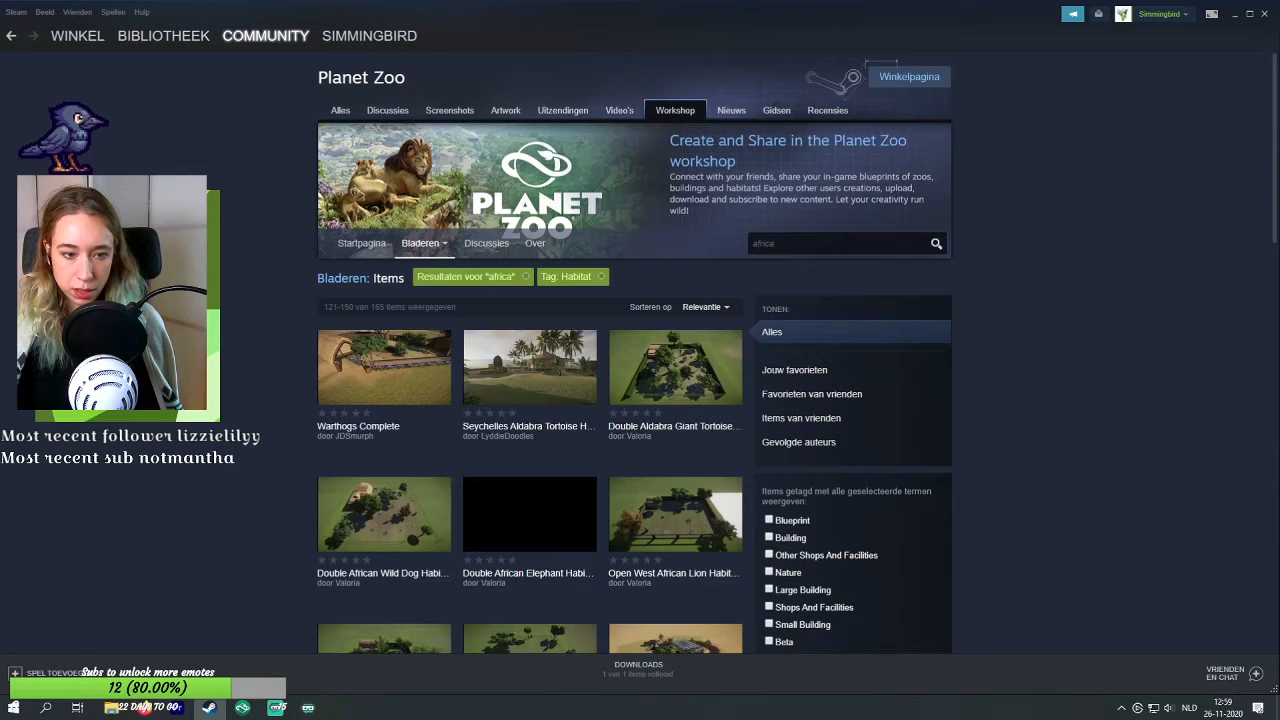 Steam Beeld Vrienden Spellen Hulp
Simmingbird
WINKEL BIBLIOTHEEK COMMUNITY SIMMINGBIRD
Planet Zoo
Winkelpagina
Alles Discussies Screenshots Artwork Uitzendingen Video's Workshop Nieuws Gidsen Recensies
Create and Share in the Planet Zoo
workshop
Connect with your friends, share your in-game blueprints of zoos,
buildings and habitats! Explore other users creations, upload,
download and subscribe to new content. Let your creativity run
wild!
PLANET
ZOO
Startpagina Bladeren Discussies Over
africa
Bladeren: Items Resultaten voor "africa" Tag: Habitat
121-150 van 165 items weergegeven
Sorteren op Relevantie
TONEN:
Alles
Jouw favorieten
Favorieten van vrienden
Items van vrienden
Gevolgde auteurs
Warthogs Complete
door JDSmurph
Seychelles Aldabra Tortoise H...
door LyddieDoodles
Double Aldabra Giant Tortoise...
door Valoria
Items getagd met alle geselecteerde termen
weergeven:
Blueprint
Building
Other Shops And Facilities
Nature
Large Building
Shops And Facilities
Small Building
Beta
Double African Wild Dog Habi...
door Valoria
Double African Elephant Habi...
door Valoria
Open West African Lion Habit...
door Valoria
Most recent follower lizzielilyy
Most recent sub notmantha
SPEL TOEVOEG
Subs to unlock more emotes
12 (80.00%)
22 DAYS TO GO
15
DOWNLOADS
1 van 1 items voltooid
VRIENDEN
EN CHAT
NLD
12:59
26-11-2020